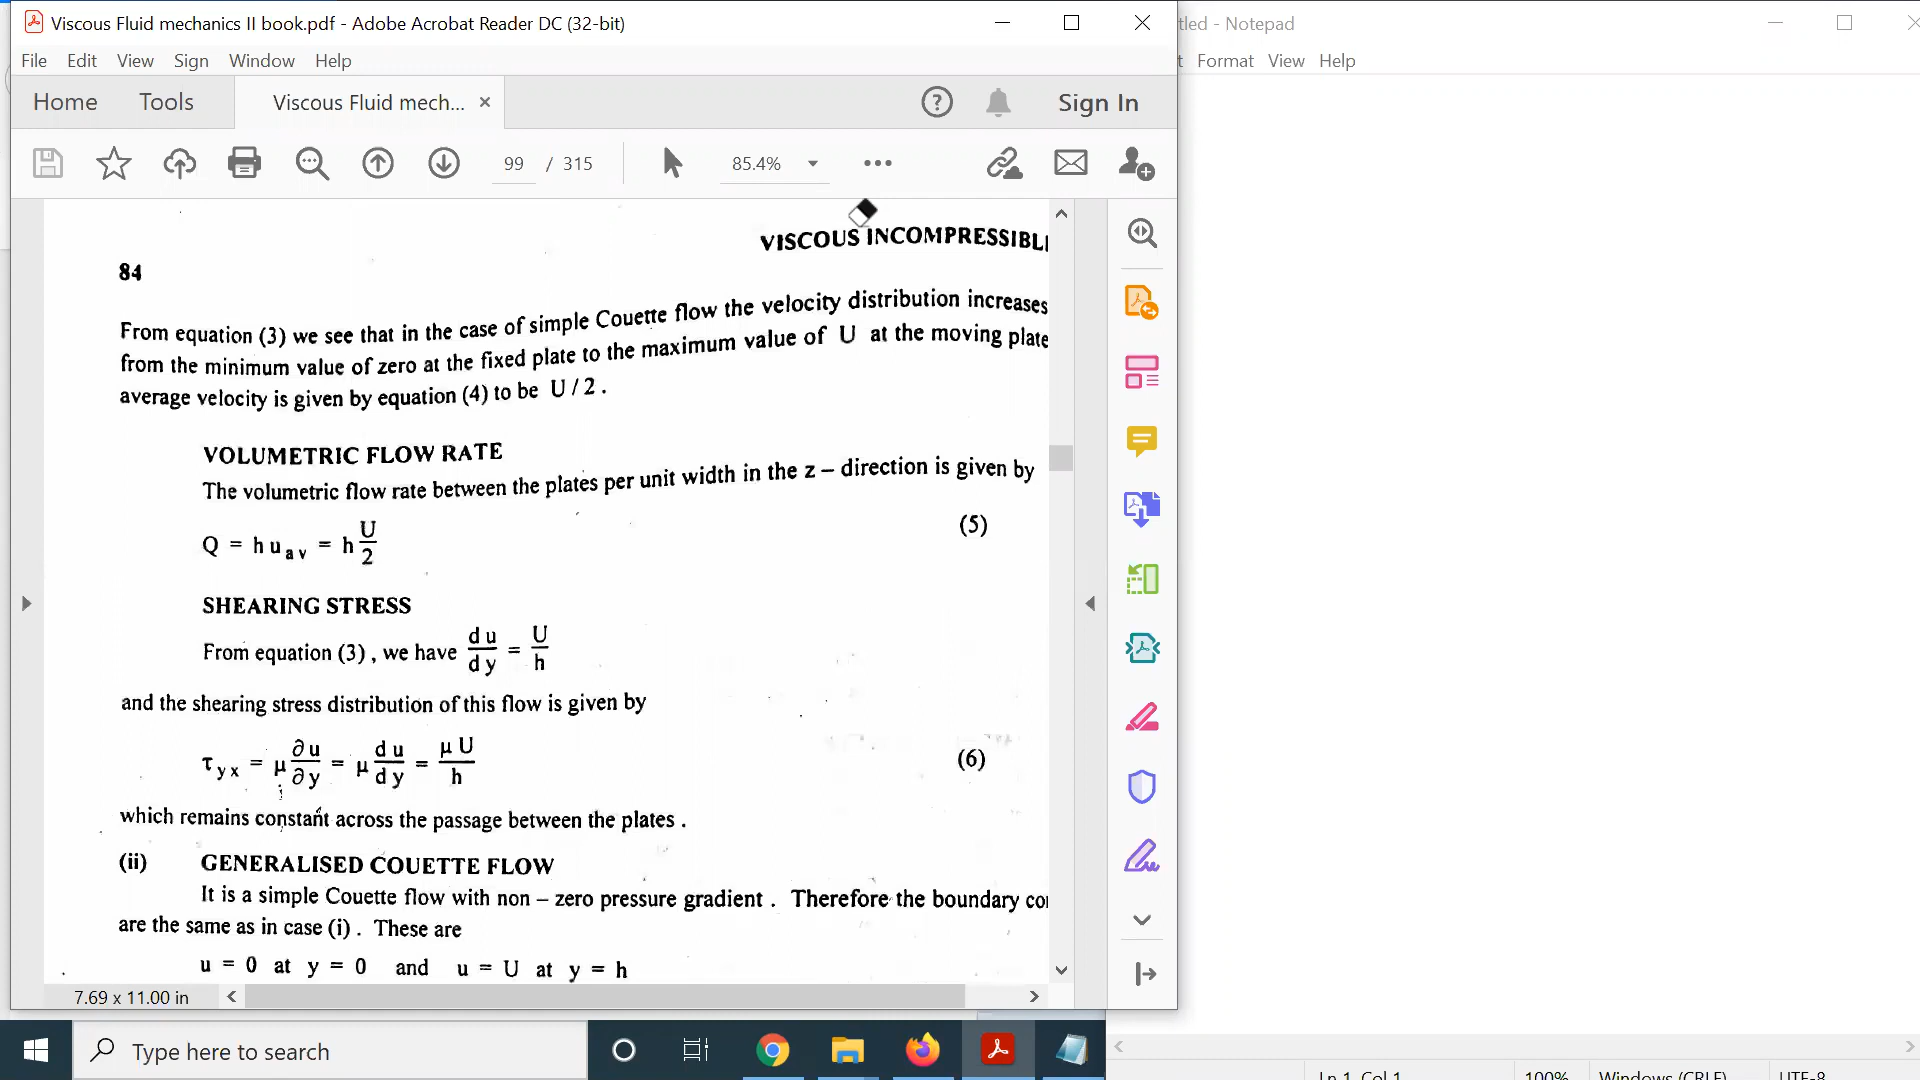 Viscous Fluid mechanics II book.pdf - Adobe Acrobat Reader DC (32-bit)
tled - Notepad
File Edit View Sign Window Help
t Format View Help
Home Tools Viscous Fluid mech... × Sign In
99 / 315 85.4%
VISCOUS INCOMPRESSIBL
84
From equation (3) we see that in the case of simple Couette flow the velocity distribution increases
from the minimum value of zero at the fixed plate to the maximum value of U at the moving plate
average velocity is given by equation (4) to be U / 2 .
VOLUMETRIC FLOW RATE
The volumetric flow rate between the plates per unit width in the z – direction is given by
Q = h u_av = h U/2 (5)
SHEARING STRESS
From equation (3) , we have du/dy = U/h
and the shearing stress distribution of this flow is given by
τ_yx = μ ∂u/∂y = μ du/dy = μU/h (6)
which remains constant across the passage between the plates .
(ii) GENERALISED COUETTE FLOW
It is a simple Couette flow with non – zero pressure gradient . Therefore the boundary co
are the same as in case (i) . These are
u = 0 at y = 0 and u = U at y = h
7.69 x 11.00 in
Type here to search
Ln 1, Col 1 100% Windows (CRLF) UTF-8